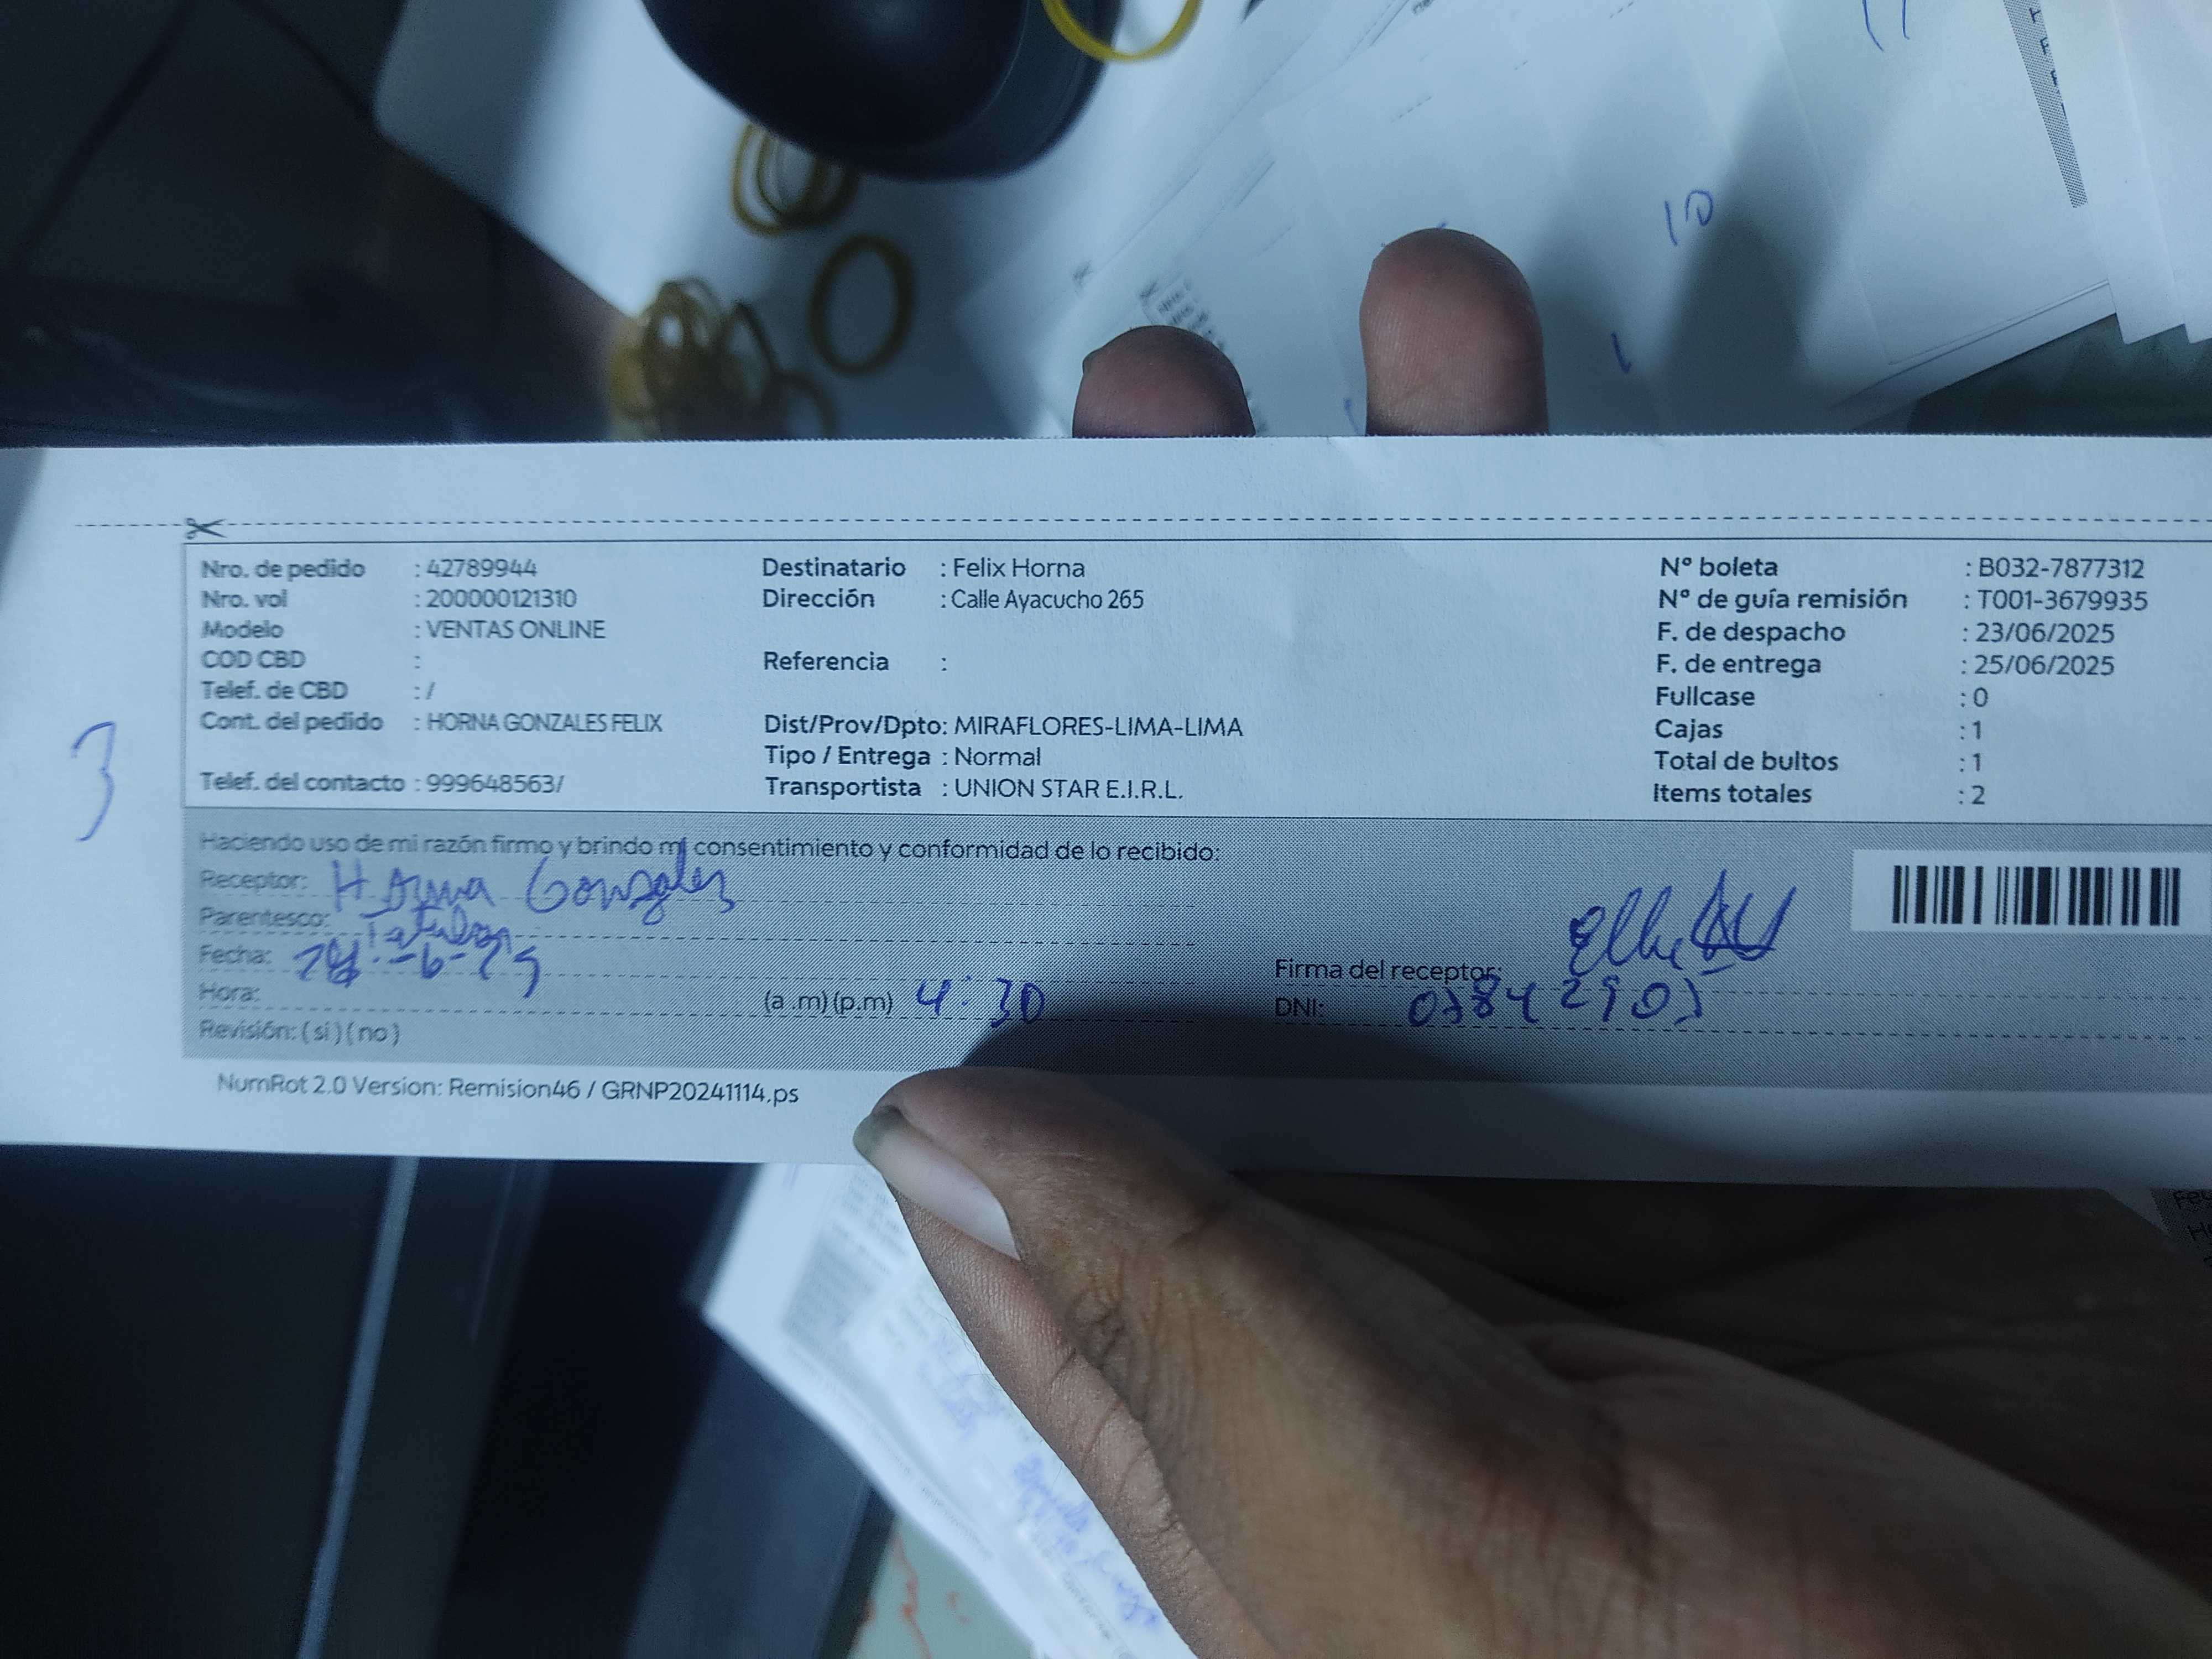 Nro. de pedido : 42789944
Nro. vol : 200000121310
Modelo : VENTAS ONLINE
COD CBD :
Telef. de CBD : /
Cont. del pedido : HORNA GONZALES FELIX
Telef. del contacto : 999648563/
Destinatario : Felix Horna
Dirección : Calle Ayacucho 265
Referencia :
Dist/Prov/Dpto: MIRAFLORES-LIMA-LIMA
Tipo / Entrega : Normal
Transportista : UNION STAR E.I.R.L.
N° boleta : B032-7877312
N° de guía remisión : T001-3679935
F. de despacho : 23/06/2025
F. de entrega : 25/06/2025
Fullcase : 0
Cajas : 1
Total de bultos : 1
Items totales : 2
3
Haciendo uso de mi razón firmo y brindo mi consentimiento y conformidad de lo recibido:
Receptor: Horna Gonzales
Parentesco:
Fecha:
Hora: (a .m) (p.m) 4:30
Revisión: ( si ) ( no )
Firma del receptor:
DNI:
NumRot 2.0 Version: Remision46 / GRNP20241114.ps
10